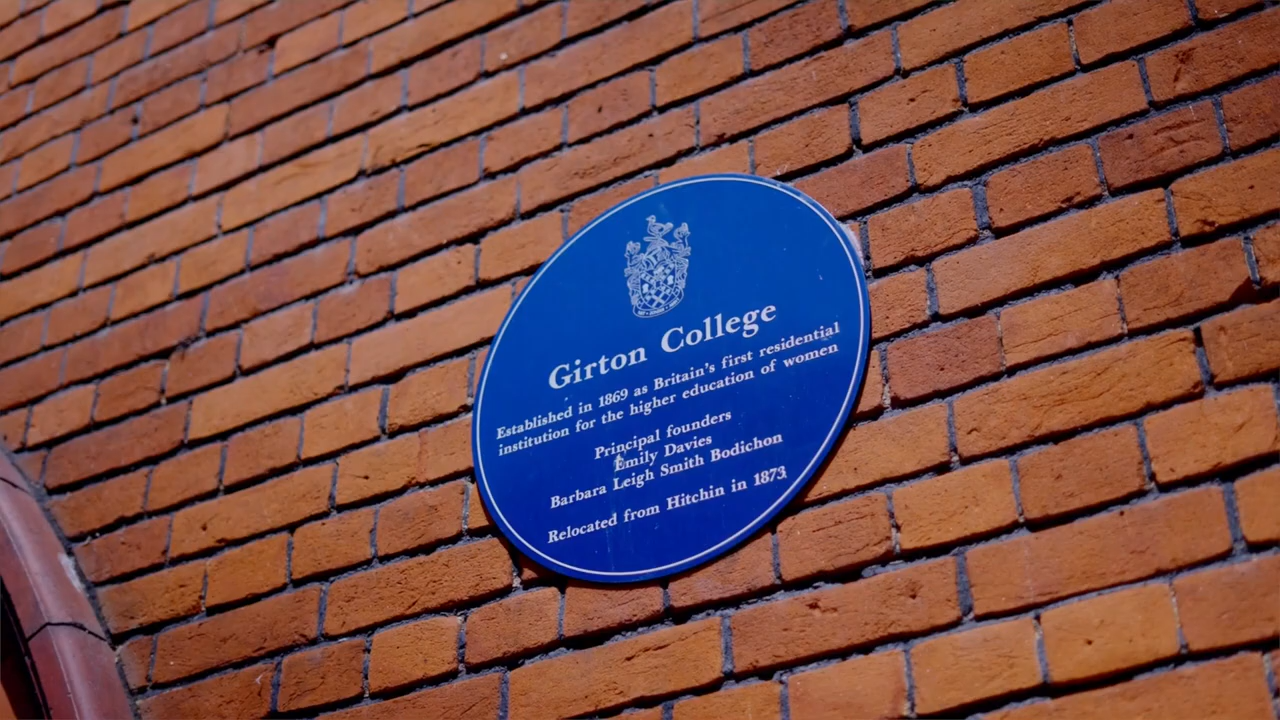 Girton College
Established in 1869 as Britain's first residential
institution for the higher education of women
Principal founders
Emily Davies
Barbara Leigh Smith Bodichon
Relocated from Hitchin in 1873